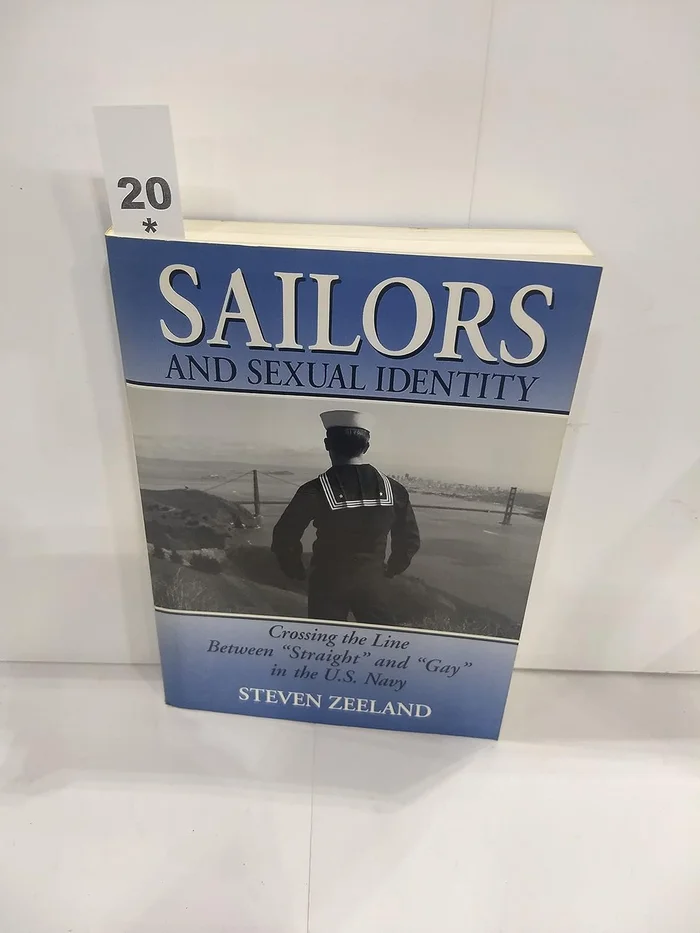 20
*
SAILORS
AND SEXUAL IDENTITY
Crossing the Line
Between “Straight” and “Gay”
in the U.S. Navy
STEVEN ZEELAND